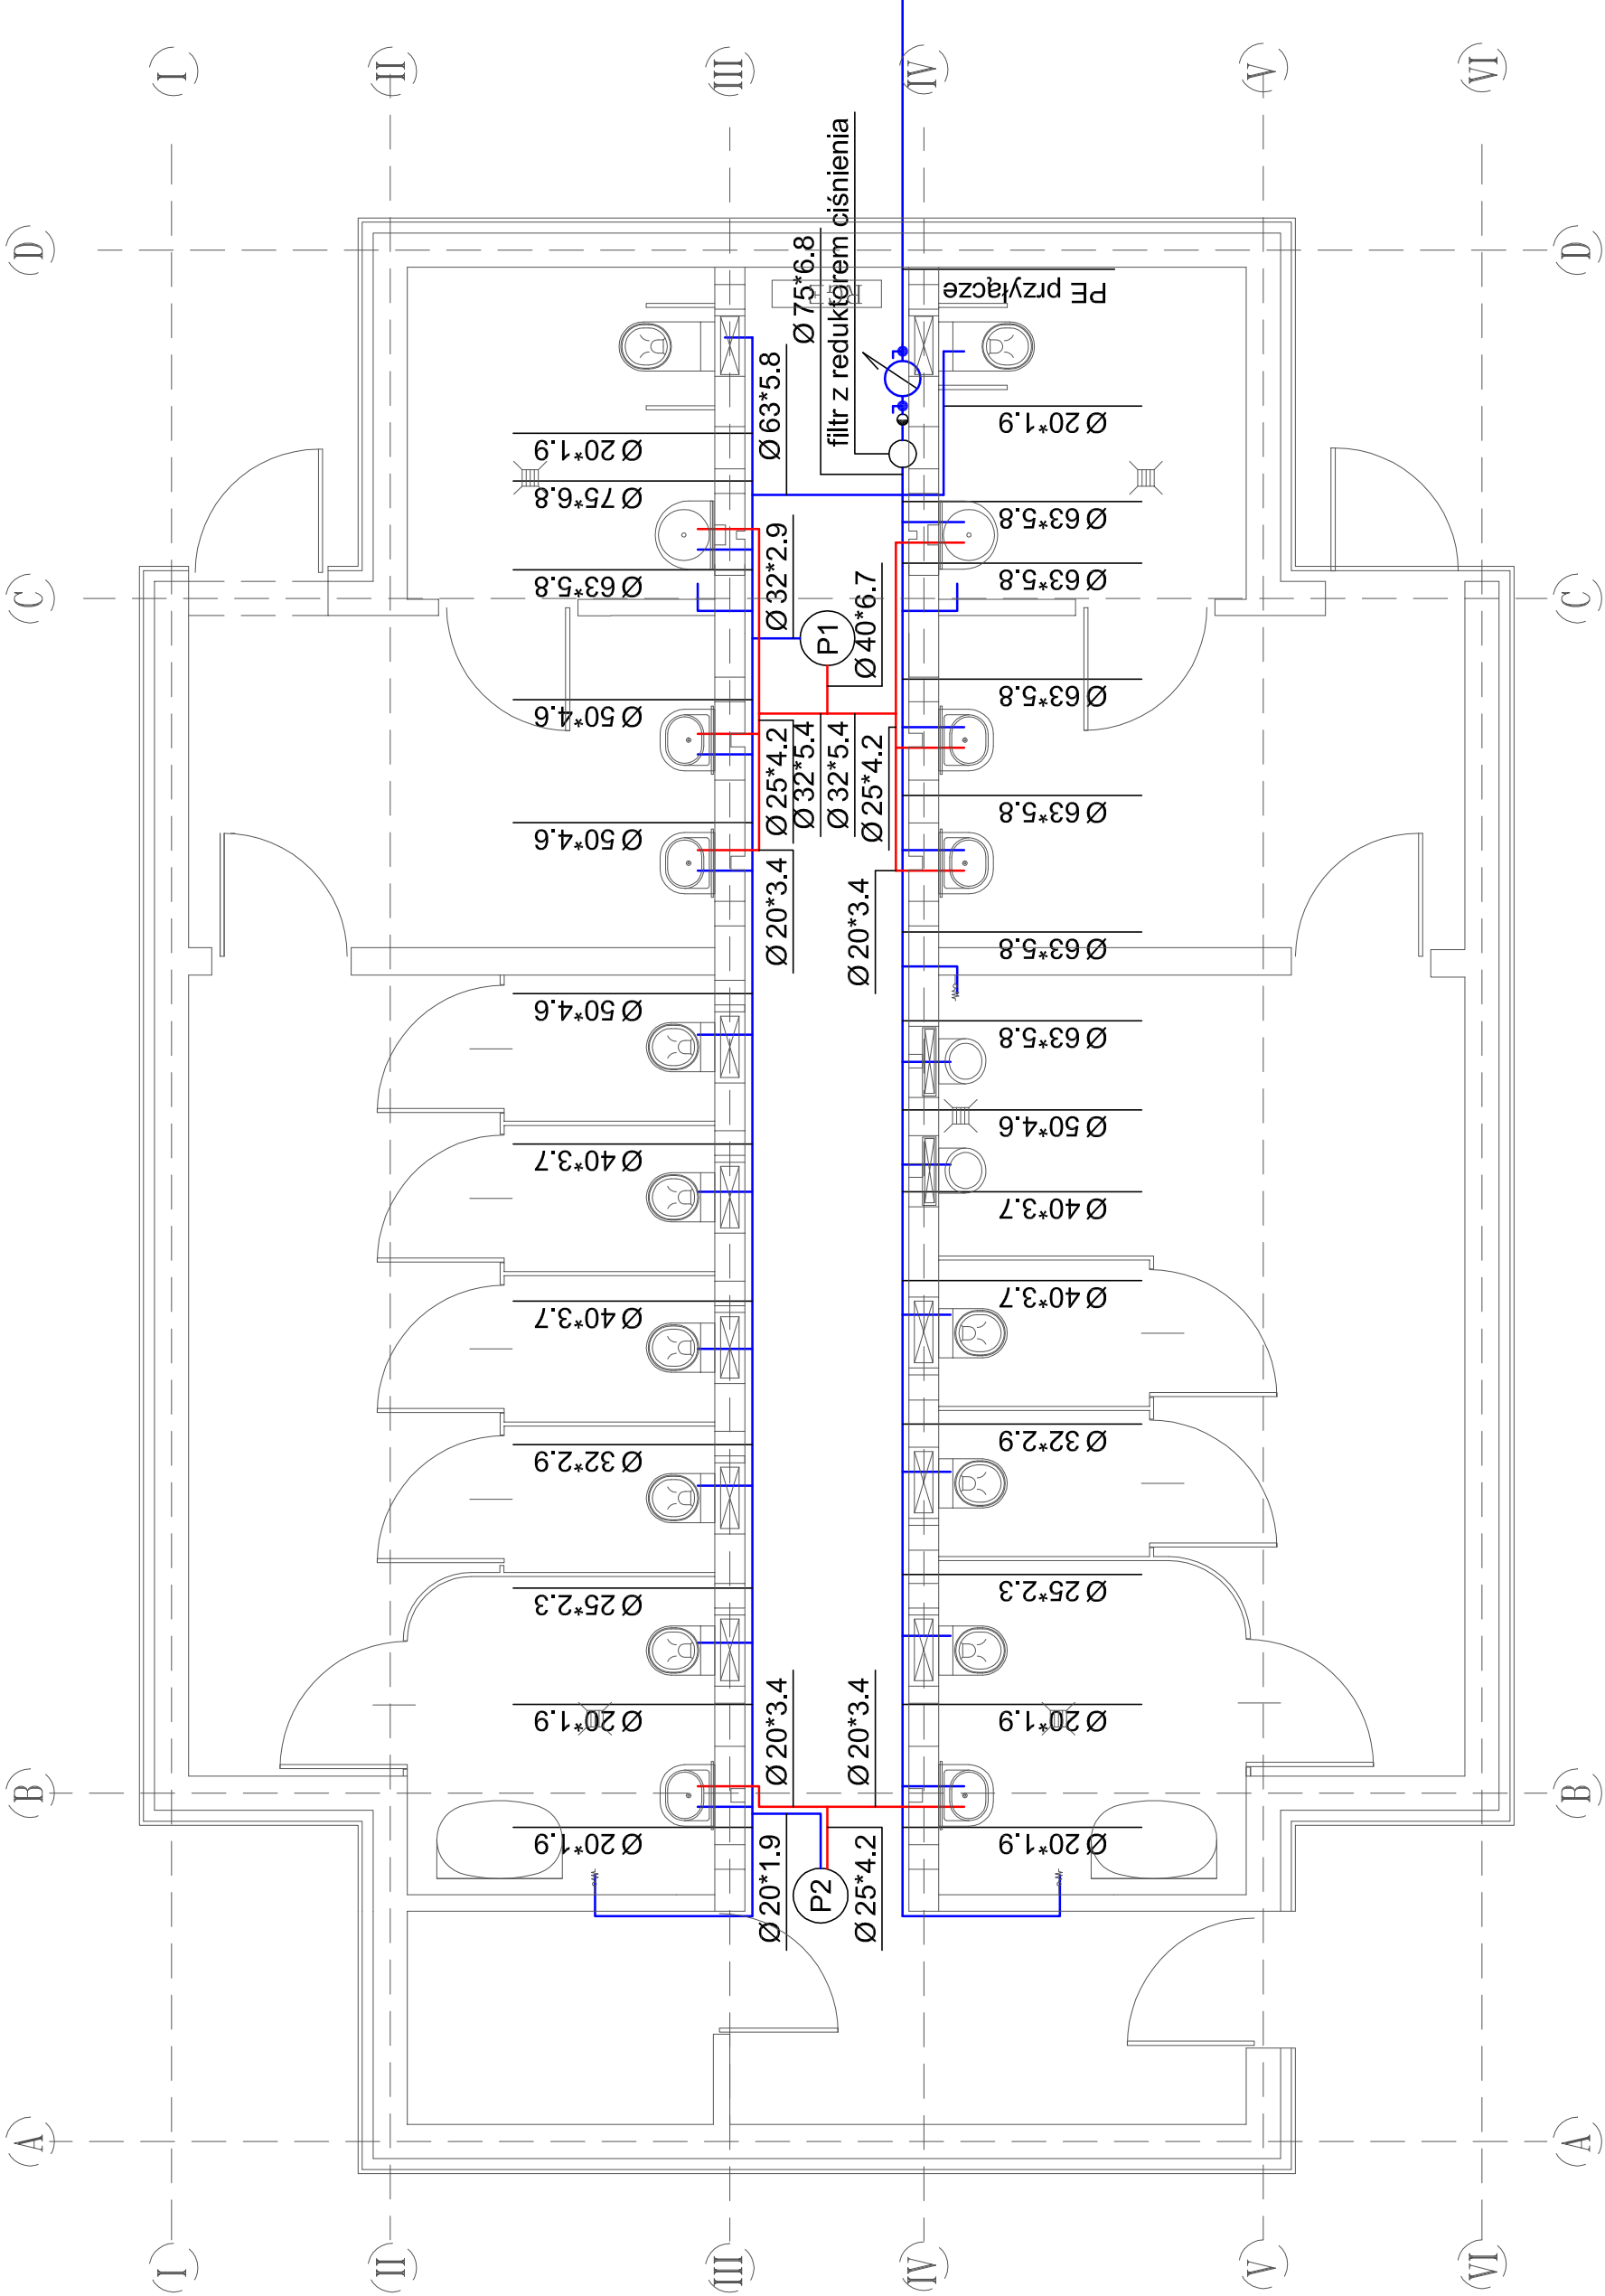 I
II
III
IV
V
VI
D
D
filtr z reduktorem ciśnienia
Ø 75*6.8
PE przyłącze
Ø 63*5.8
Ø 20*1.9
Ø 20*1.9
Ø 75*6.8
Ø 63*5.8
Ø 32*2.9
Ø 63*5.8
Ø 63*5.8
C
C
P1
Ø 40*6.7
Ø 50*4.6
Ø 63*5.8
Ø 25*4.2
Ø 32*5.4
Ø 32*5.4
Ø 25*4.2
Ø 50*4.6
Ø 63*5.8
Ø 20*3.4
Ø 20*3.4
Ø 63*5.8
Ø 50*4.6
Ø 63*5.8
Ø 50*4.6
Ø 40*3.7
Ø 40*3.7
Ø 40*3.7
Ø 40*3.7
Ø 32*2.9
Ø 32*2.9
Ø 25*2.3
Ø 25*2.3
Ø 20*3.4
Ø 20*3.4
Ø 20*1.9
Ø 20*1.9
B
B
Ø 20*1.9
Ø 20*1.9
Ø 20*1.9
P2
Ø 25*4.2
A
A
I
II
III
IV
V
VI